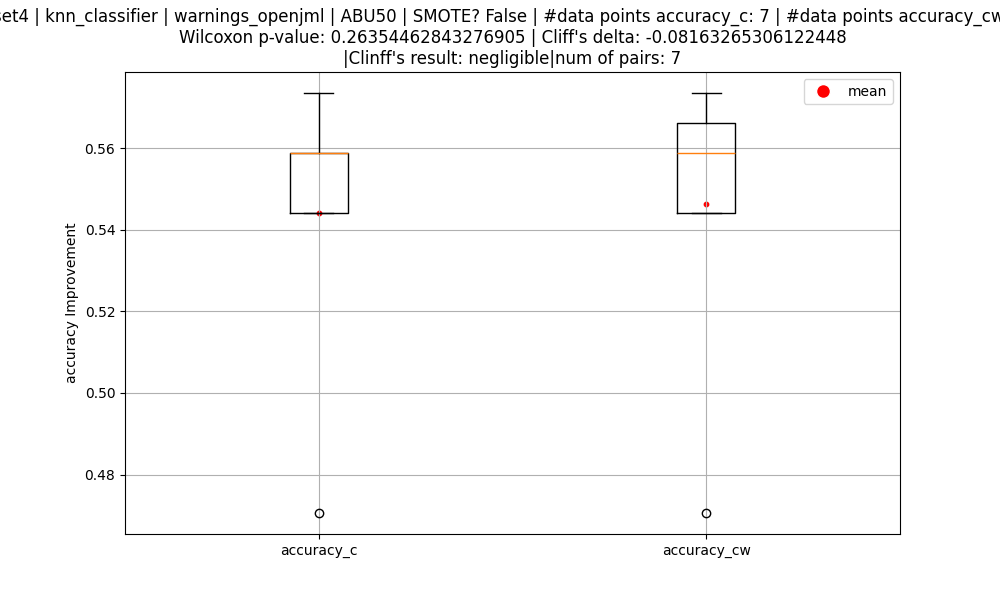 set4 | knn_classifier | warnings_openjml | ABU50 | SMOTE? False | #data points accuracy_c: 7 | #data points accuracy_cw
Wilcoxon p-value: 0.26354462843276905 | Cliff's delta: -0.08163265306122448
|Clinff's result: negligible|num of pairs: 7
mean
0.56
0.54
0.52
0.50
0.48
accuracy Improvement
accuracy_c
accuracy_cw